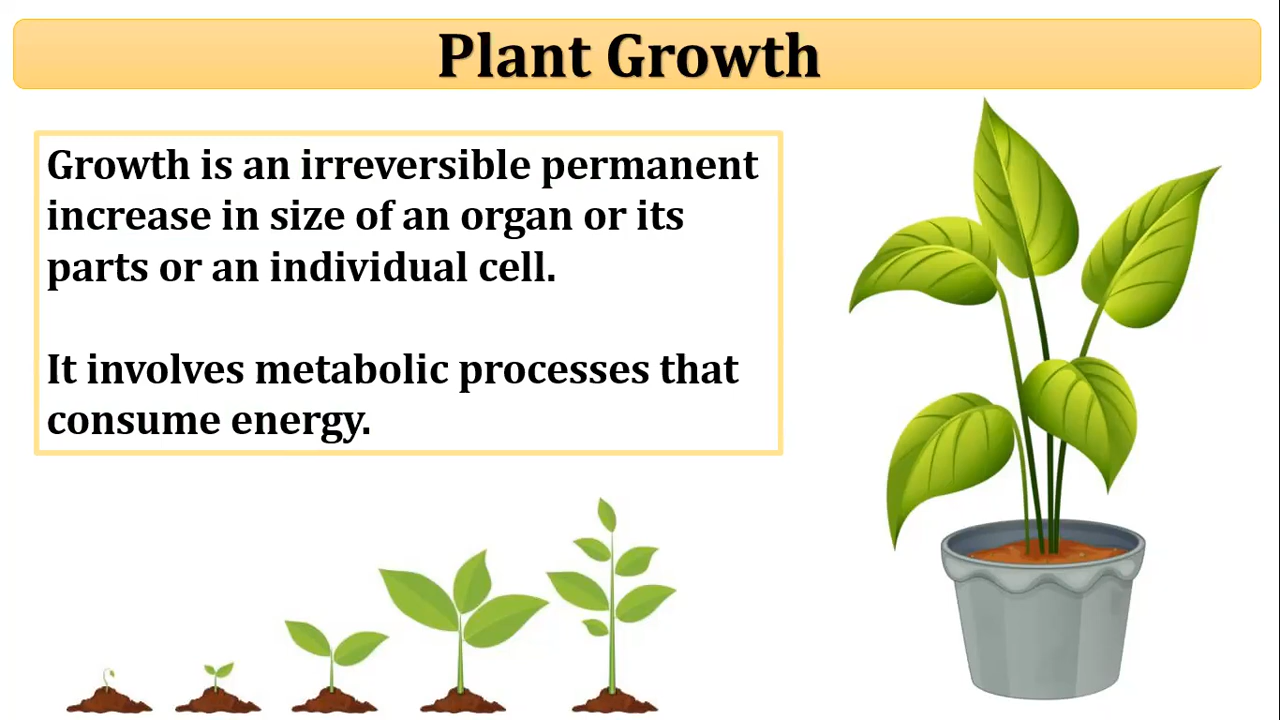 Plant Growth
Growth is an irreversible permanent
increase in size of an organ or its
parts or an individual cell.
It involves metabolic processes that
consume energy.